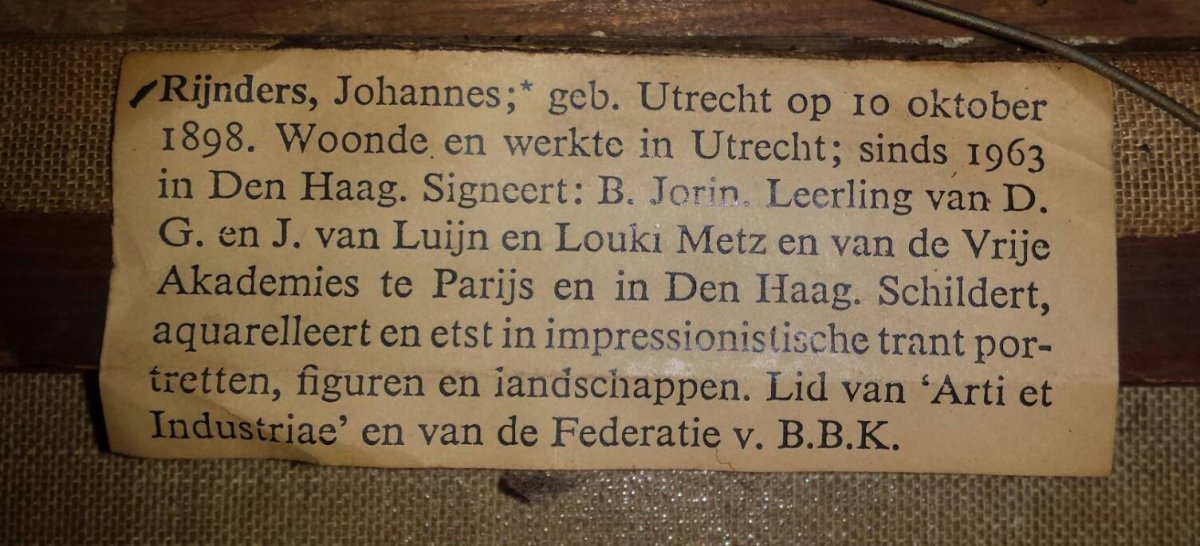 Rijnders, Johannes;* geb. Utrecht op 10 oktober
1898. Woonde en werkte in Utrecht; sinds 1963
in Den Haag. Signeert: B. Jorin. Leerling van D.
G. en J. van Luijn en Louki Metz en van de Vrije
Akademies te Parijs en in Den Haag. Schildert,
aquarelleert en etst in impressionistische trant por-
tretten, figuren en landschappen. Lid van ‘Arti et
Industriae’ en van de Federatie v. B.B.K.